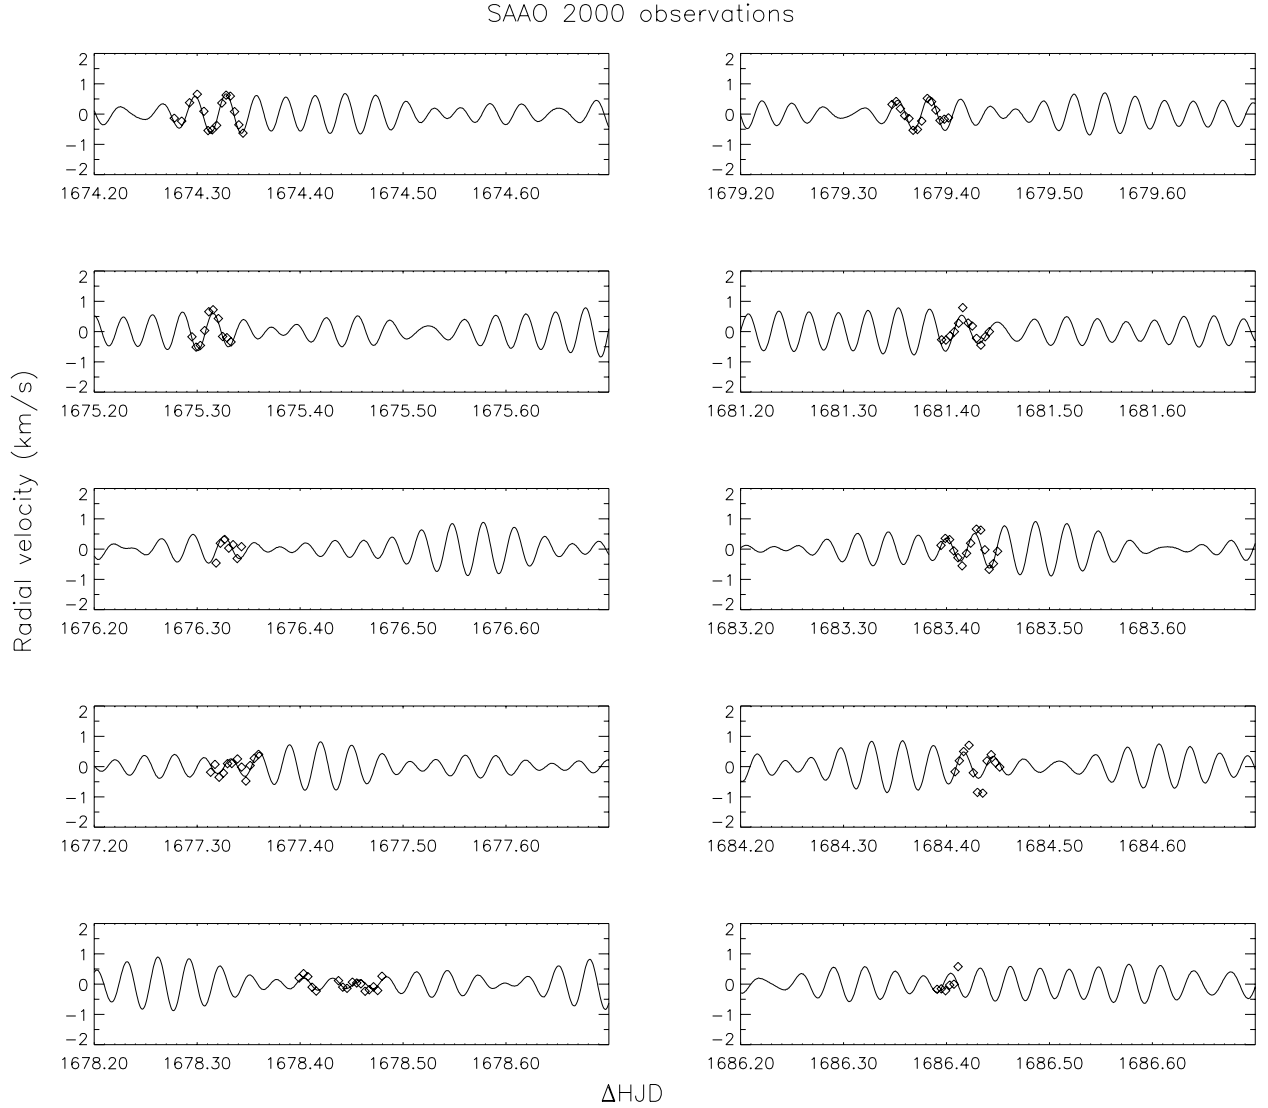 SAAO 2000 observations
2 1 0 −1 −2
1674.20 1674.30 1674.40 1674.50 1674.60
2 1 0 −1 −2
1679.20 1679.30 1679.40 1679.50 1679.60
2 1 0 −1 −2
1675.20 1675.30 1675.40 1675.50 1675.60
2 1 0 −1 −2
1681.20 1681.30 1681.40 1681.50 1681.60
Radial velocity (km/s)
2 1 0 −1 −2
1676.20 1676.30 1676.40 1676.50 1676.60
2 1 0 −1 −2
1683.20 1683.30 1683.40 1683.50 1683.60
2 1 0 −1 −2
1677.20 1677.30 1677.40 1677.50 1677.60
2 1 0 −1 −2
1684.20 1684.30 1684.40 1684.50 1684.60
2 1 0 −1 −2
1678.20 1678.30 1678.40 1678.50 1678.60
2 1 0 −1 −2
1686.20 1686.30 1686.40 1686.50 1686.60
ΔHJD